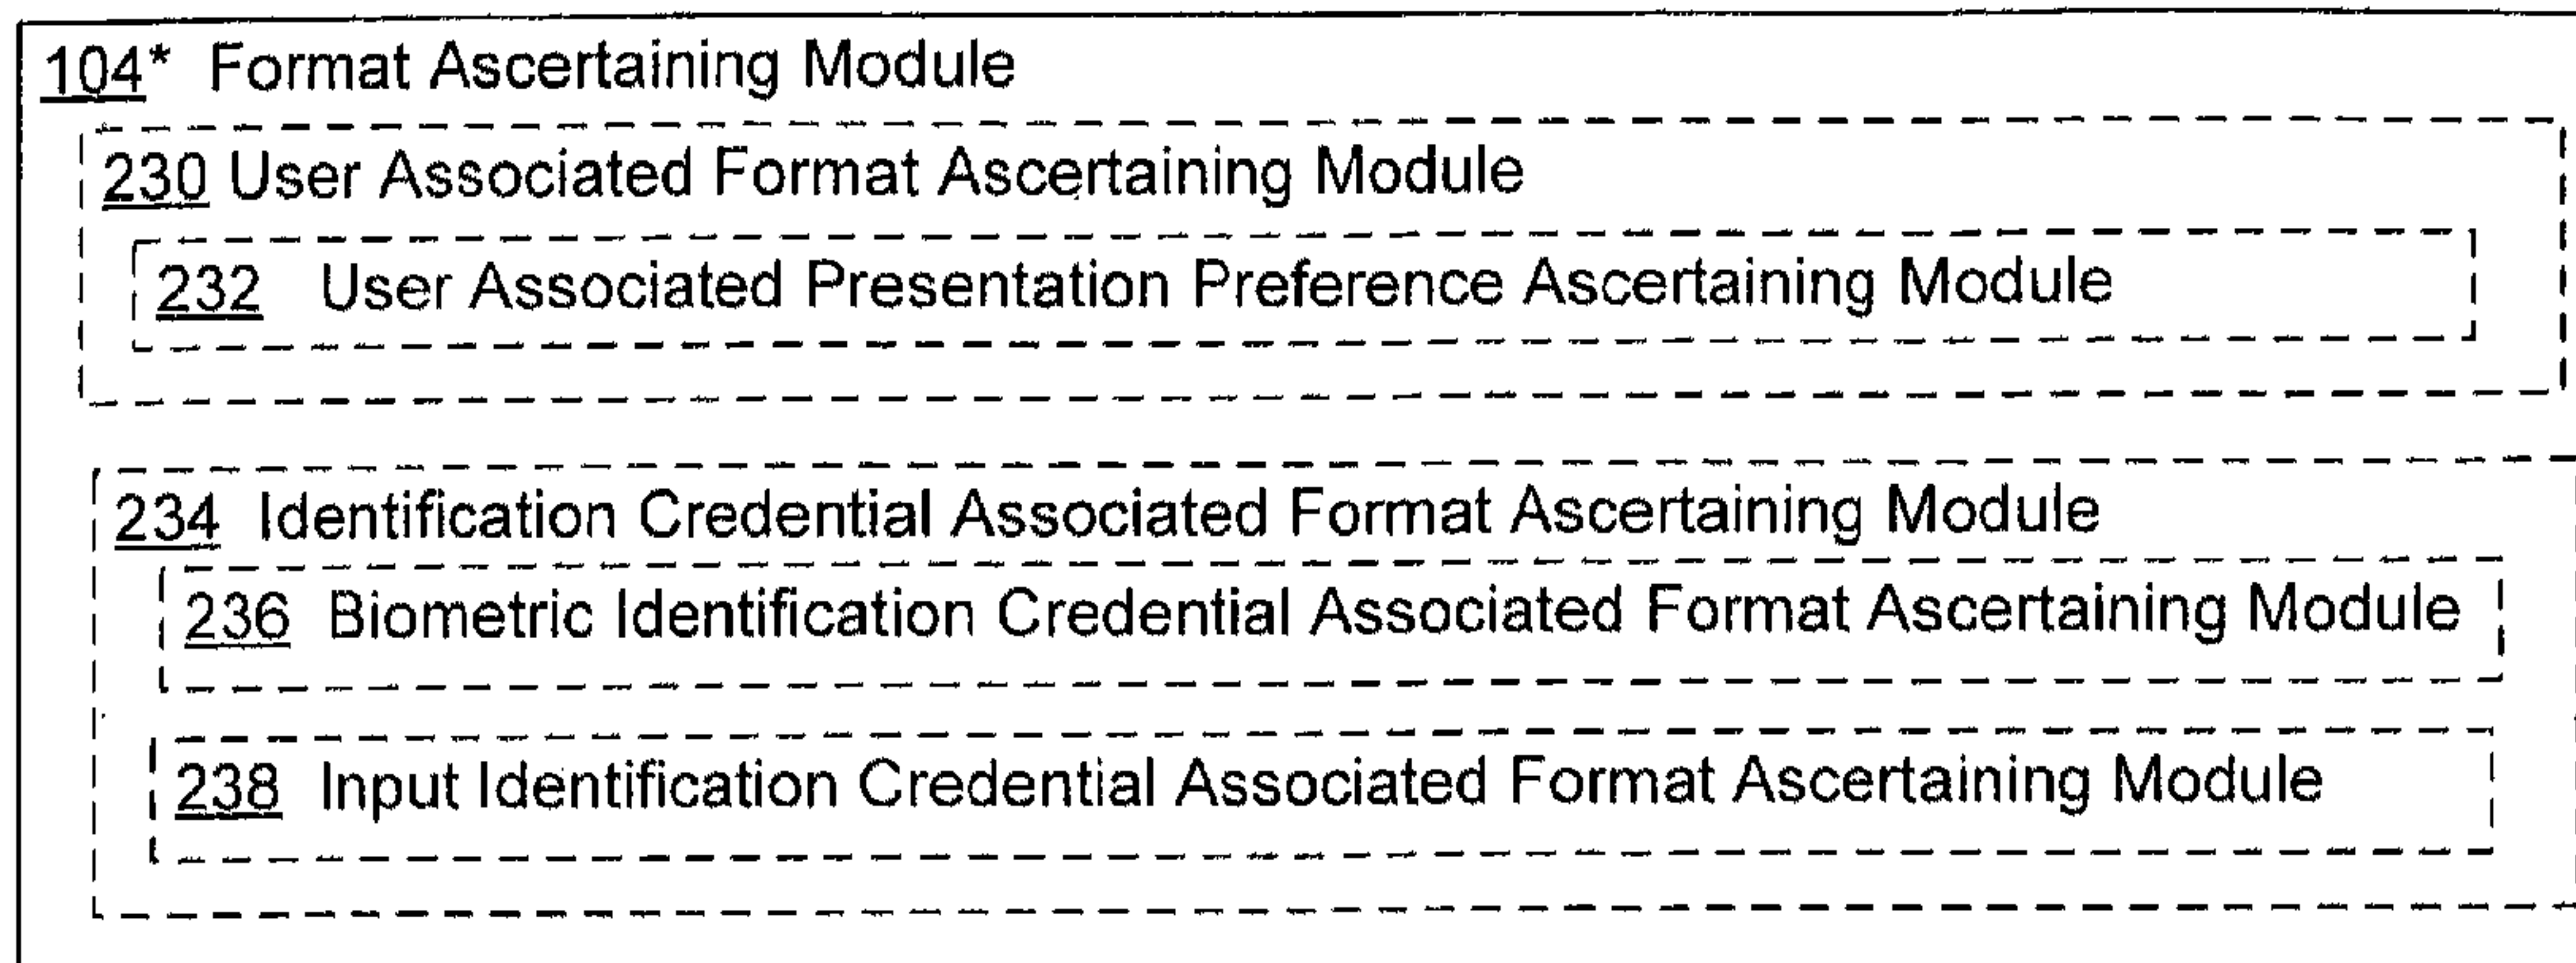 104* Format Ascertaining Module
230 User Associated Format Ascertaining Module
232 User Associated Presentation Preference Ascertaining Module
234 Identification Credential Associated Format Ascertaining Module
236 Biometric Identification Credential Associated Format Ascertaining Module
238 Input Identification Credential Associated Format Ascertaining Module